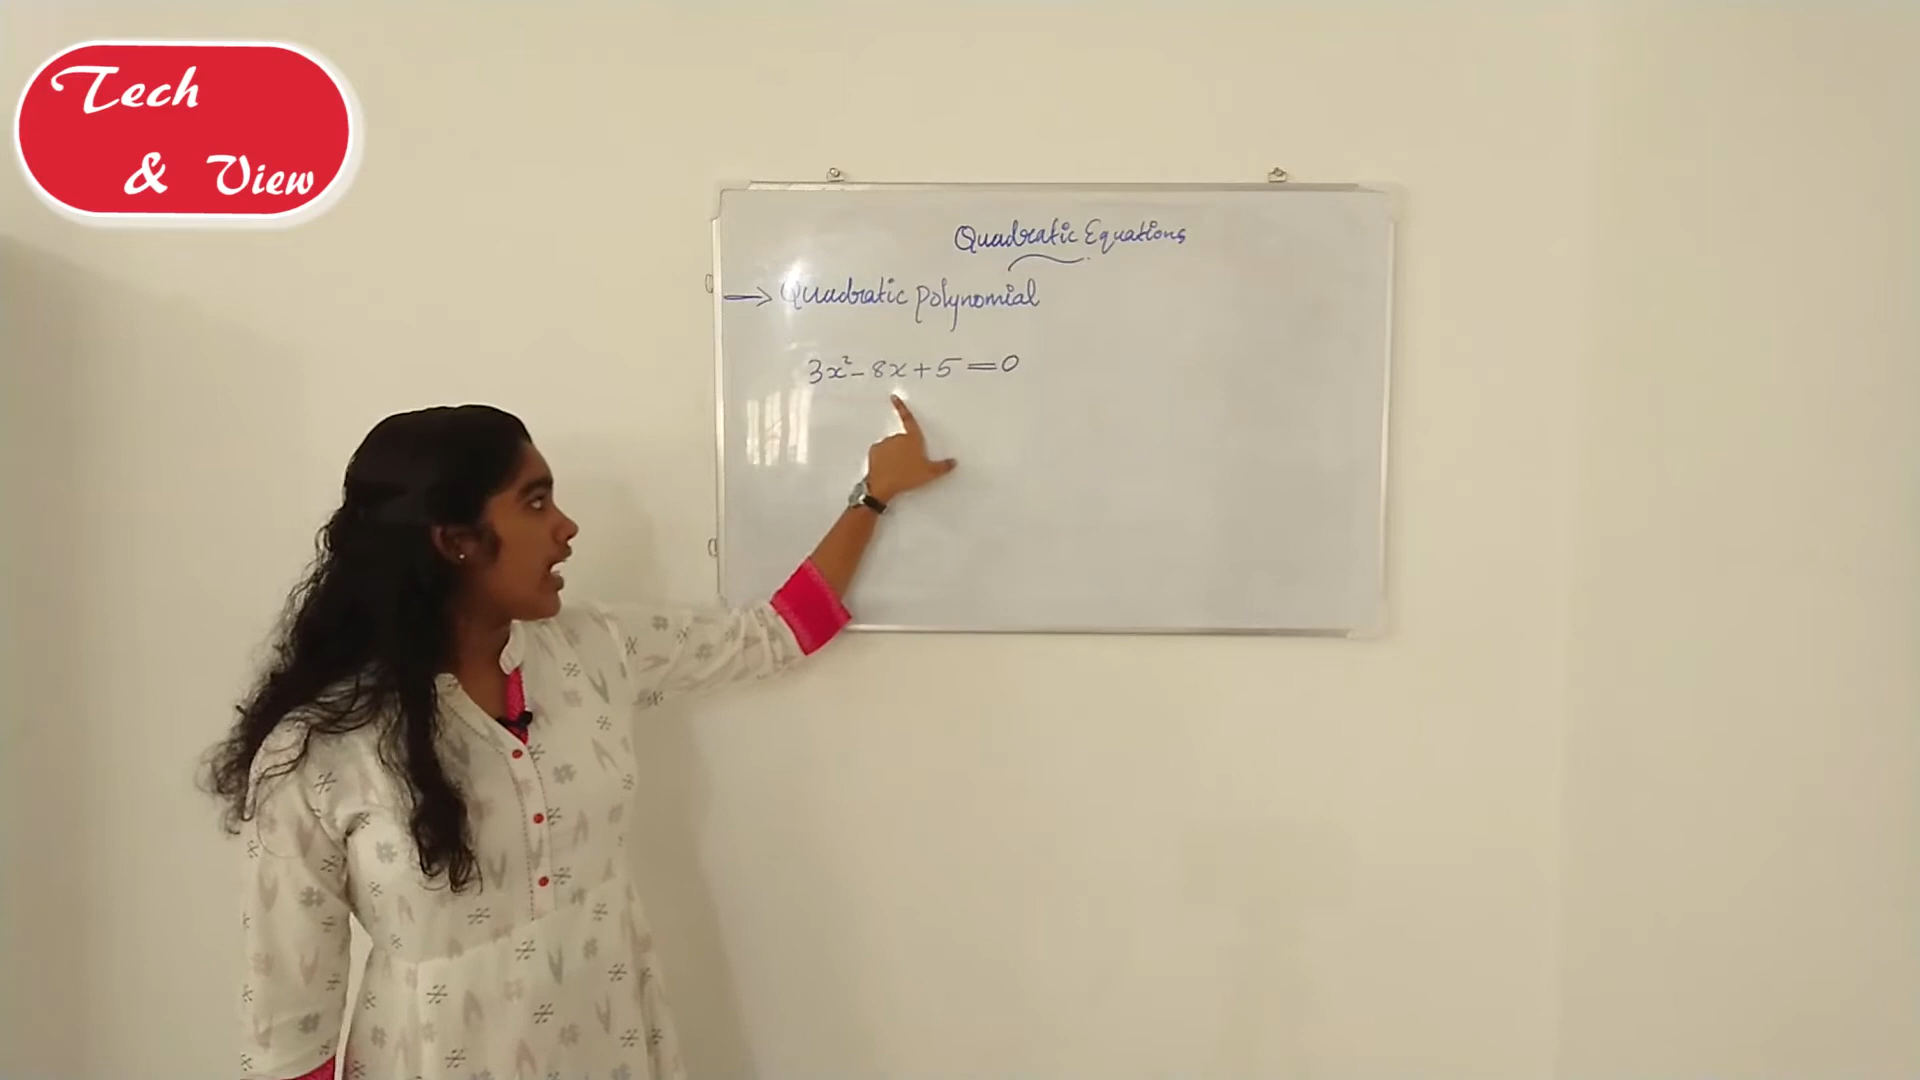 Tech
& View
Quadratic Equations
→ Quadratic polynomial
3x² - 8x + 5 = 0